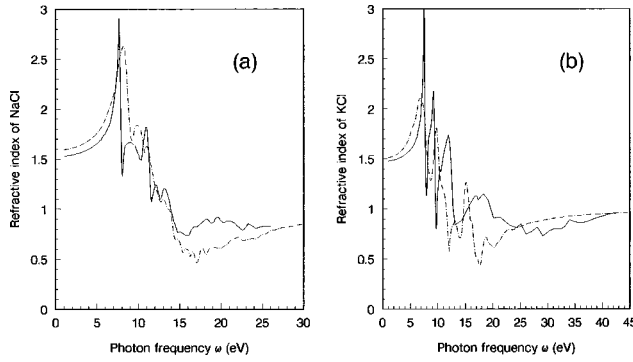 3
2.5
2
1.5
1
0.5
0
0 5 10 15 20 25 30
Refractive index of NaCl
Photon frequency ω (eV)
(a)
3
2.5
2
1.5
1
0.5
0
0 5 10 15 20 25 30 35 40 45
Refractive index of KCl
Photon frequency ω (eV)
(b)